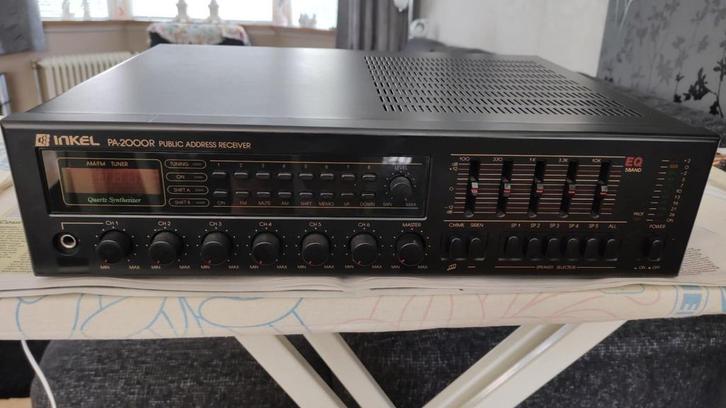 INKEL PA-2000R PUBLIC ADDRESS RECEIVER
AM/FM TUNER
Quartz Synthesizer
TUNING
ON
SHIFT A
SHIFT B
1 2 3 4 5 6 7 8
ON FM MUTE AM SHIFT MEMO UP DOWN
LEVEL
MIN MAX
CH 1 CH 2 CH 3 CH 4 CH 5 CH 6 MASTER
MIN MAX MIN MAX MIN MAX MIN MAX MIN MAX MIN MAX MIN MAX
100 330 1K 3.3K 10K
EQ
5BAND
CHIME SIREN SP 1 SP 2 SP 3 SP 4 SP 5 ALL
SPEAKER SELECTOR
POWER
ON OFF